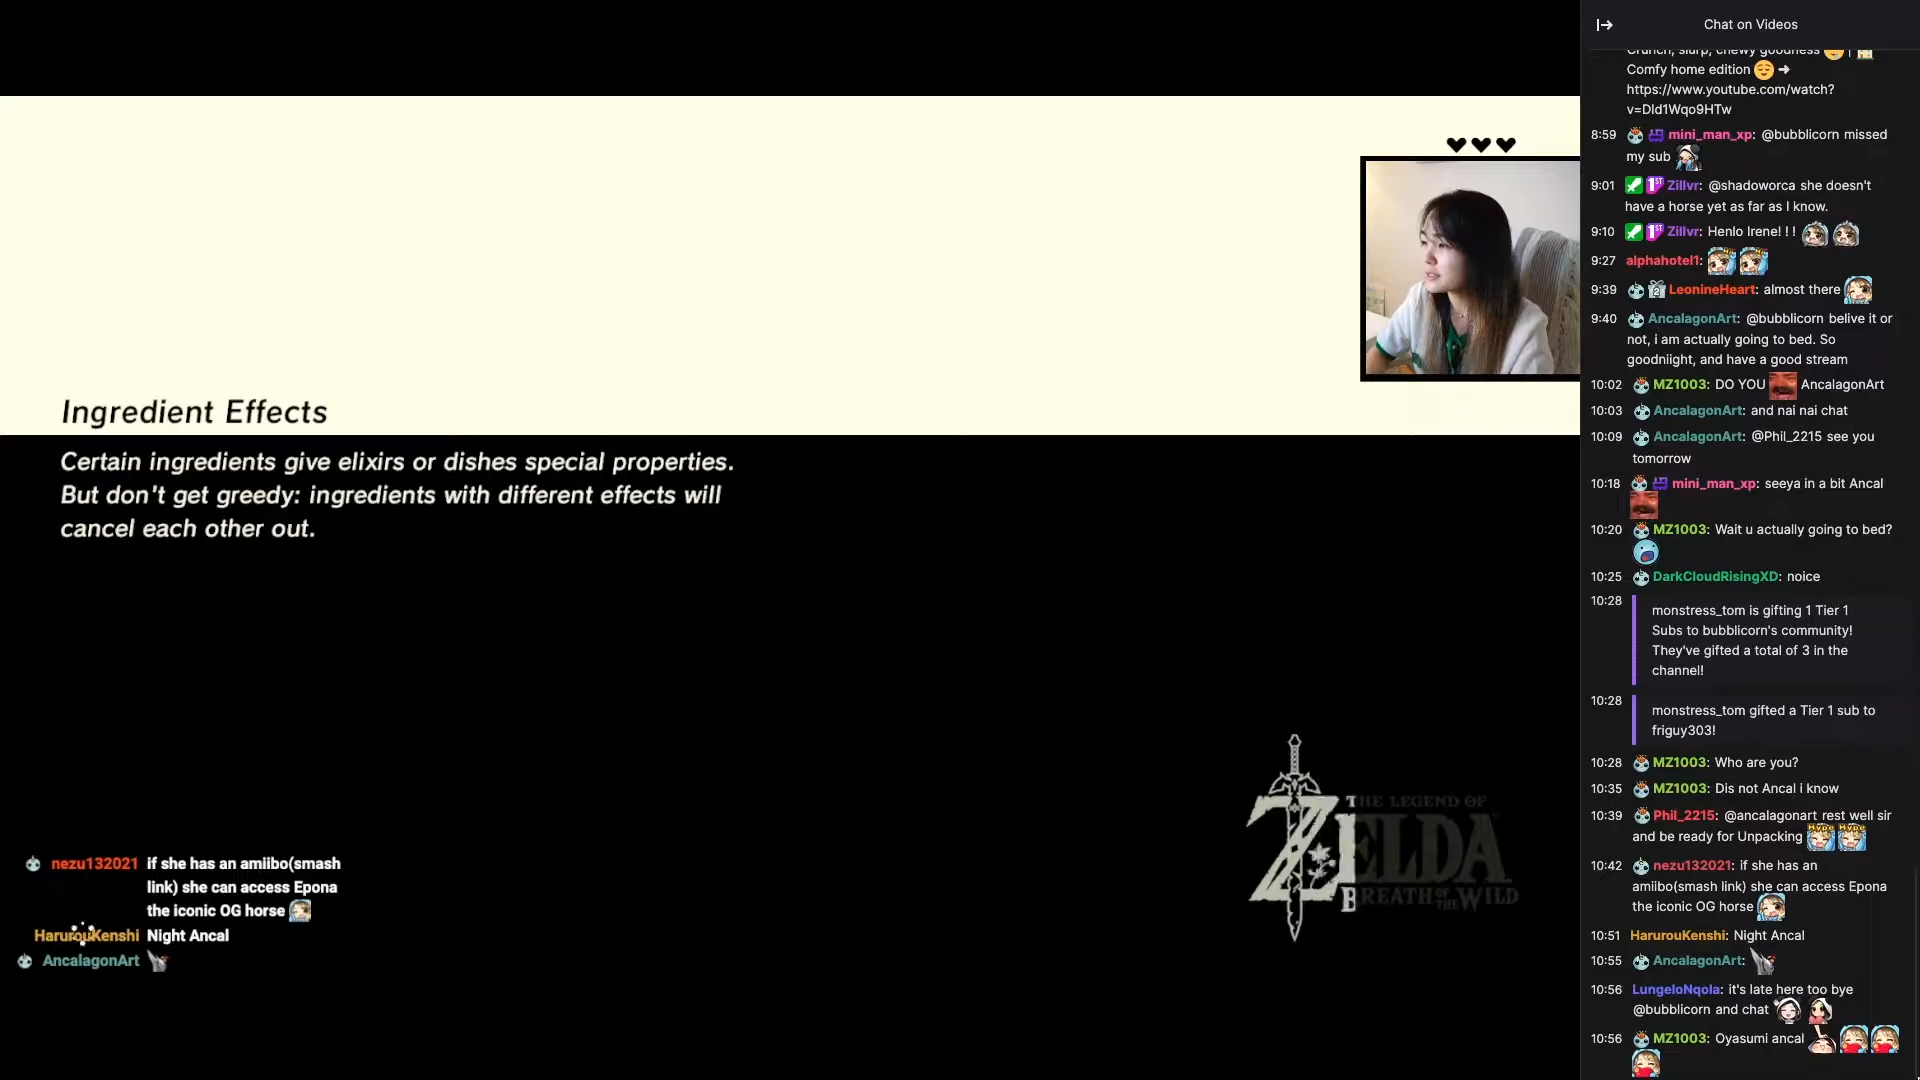 Ingredient Effects
Certain ingredients give elixirs or dishes special properties.
But don't get greedy: ingredients with different effects will
cancel each other out.
THE LEGEND OF
ZELDA
BREATH OF THE WILD
nezu132021 if she has an amiibo(smash
link) she can access Epona
the iconic OG horse
HarurouKenshi Night Ancal
AncalagonArt
Chat on Videos
Crunch, slurp, chewy goodness |
Comfy home edition ➜
https://www.youtube.com/watch?
v=DId1Wqo9HTw
8:59 mini_man_xp: @bubblicorn missed
my sub
9:01 Zillvr: @shadoworca she doesn't
have a horse yet as far as I know.
9:10 Zillvr: Henlo Irene! ! !
9:27 alphahotel1:
9:39 LeonineHeart: almost there
9:40 AncalagonArt: @bubblicorn belive it or
not, i am actually going to bed. So
goodniight, and have a good stream
10:02 MZ1003: DO YOU AncalagonArt
10:03 AncalagonArt: and nai nai chat
10:09 AncalagonArt: @Phil_2215 see you
tomorrow
10:18 mini_man_xp: seeya in a bit Ancal
10:20 MZ1003: Wait u actually going to bed?
10:25 DarkCloudRisingXD: noice
10:28 monstress_tom is gifting 1 Tier 1
Subs to bubblicorn's community!
They've gifted a total of 3 in the
channel!
10:28 monstress_tom gifted a Tier 1 sub to
friguy303!
10:28 MZ1003: Who are you?
10:35 MZ1003: Dis not Ancal i know
10:39 Phil_2215: @ancalagonart rest well sir
and be ready for Unpacking
10:42 nezu132021: if she has an
amiibo(smash link) she can access Epona
the iconic OG horse
10:51 HarurouKenshi: Night Ancal
10:55 AncalagonArt:
10:56 LungeloNqola: it's late here too bye
@bubblicorn and chat
10:56 MZ1003: Oyasumi ancal